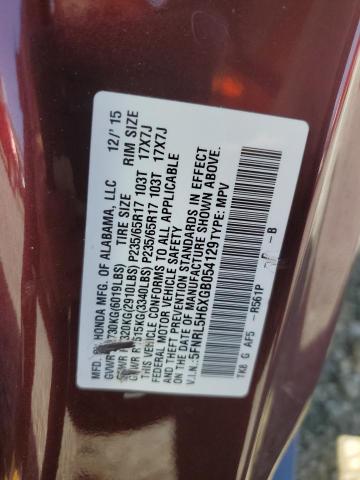 MFD. BY HONDA MFG. OF ALABAMA, LLC 12/'15
TIRE SIZE RIM SIZE
GVWR 2730KG(6019LBS)
GAWR F 1320KG(2910LBS) P235/65R17 103T 17X7J
GAWR R 1515KG(3340LBS) P235/65R17 103T 17X7J
THIS VEHICLE CONFORMS TO ALL APPLICABLE
FEDERAL MOTOR VEHICLE SAFETY
AND THEFT PREVENTION STANDARDS IN EFFECT
ON THE DATE OF MANUFACTURE SHOWN ABOVE.
V.I.N.:5FNRL5H6XGB054129 TYPE: MPV
TK8 G AF5 -R561P -B